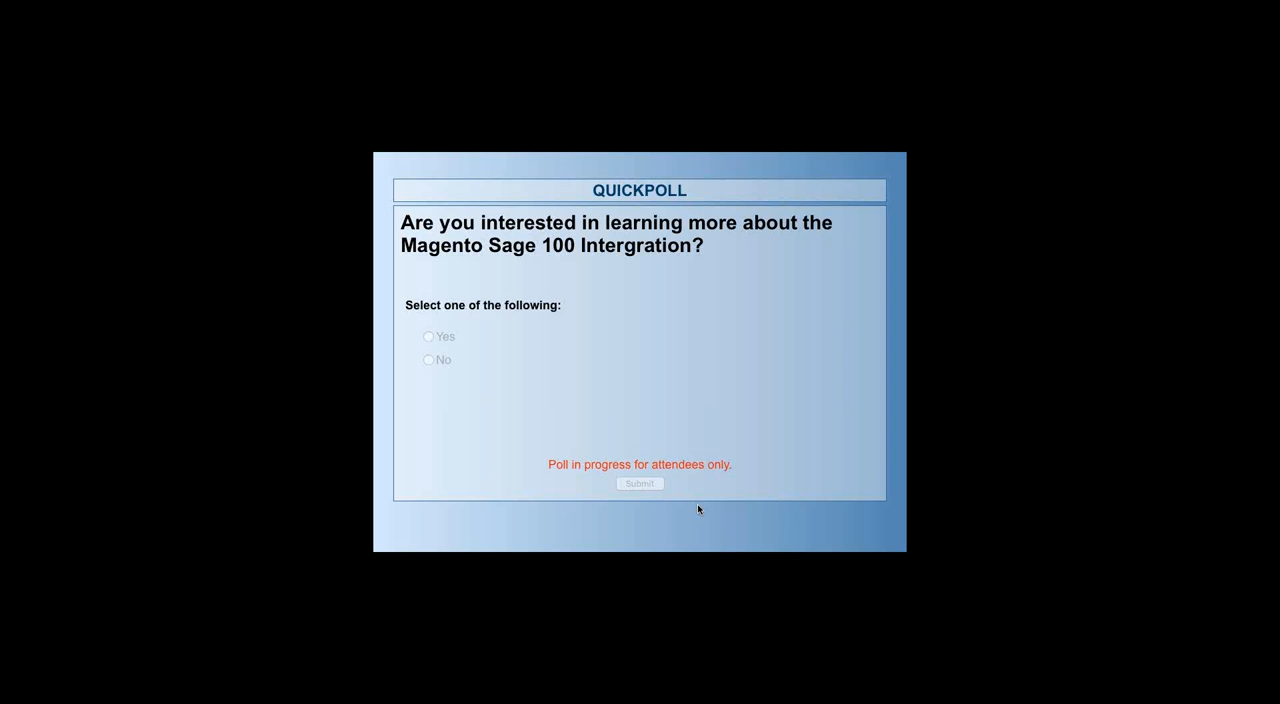 QUICKPOLL
Are you interested in learning more about the
Magento Sage 100 Intergration?
Select one of the following:
Yes
No
Poll in progress for attendees only.
Submit